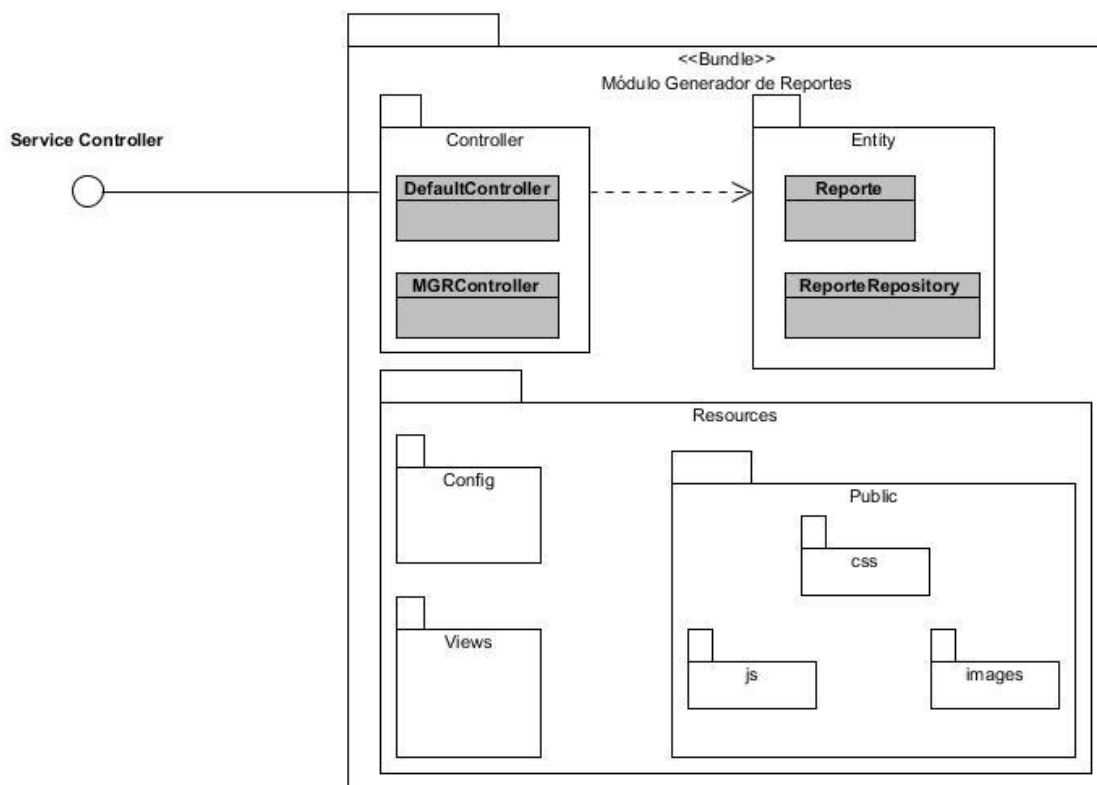 <<Bundle>>
Módulo Generador de Reportes
Service Controller
Controller
Entity
DefaultController
Reporte
MGRController
ReporteRepository
Resources
Config
Public
css
Views
js
images